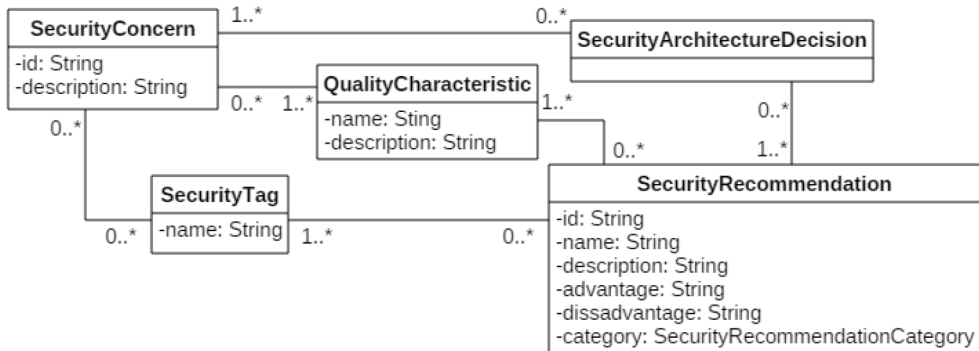 SecurityConcern
-id: String
-description: String
1..*
0..*
SecurityArchitectureDecision
0..*
1..*
QualityCharacteristic
-name: Sting
-description: String
1..*
0..*
0..*
1..*
0..*
SecurityTag
-name: String
0..*
1..*
0..*
SecurityRecommendation
-id: String
-name: String
-description: String
-advantage: String
-dissadvantage: String
-category: SecurityRecommendationCategory